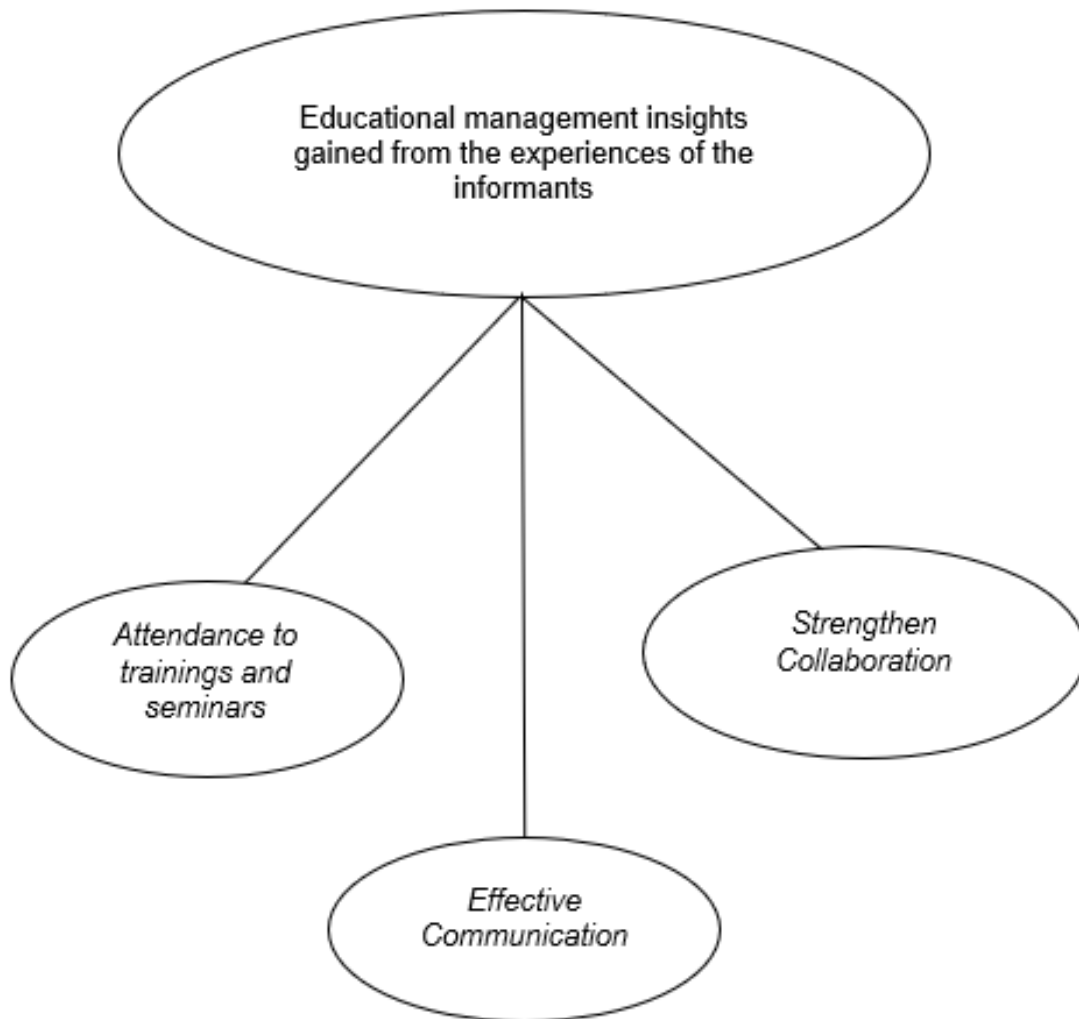 Educational management insights
gained from the experiences of the
informants
Attendance to
trainings and
seminars
Strengthen
Collaboration
Effective
Communication